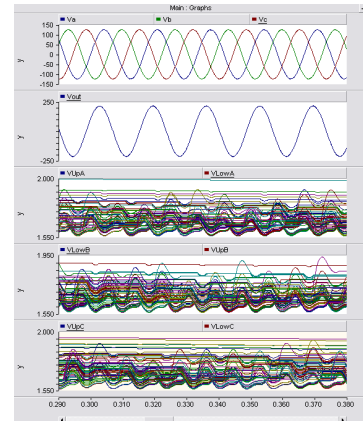 Main : Graphs
Va Vb Vc
150
100
50
0
-50
-100
-150
y
Vout
250
-250
y
VUpA VLowA
2.000
1.550
y
VLowB VUpB
1.950
1.550
y
VUpC VLowC
2.000
1.550
y
0.290 0.300 0.310 0.320 0.330 0.340 0.350 0.360 0.370 0.380